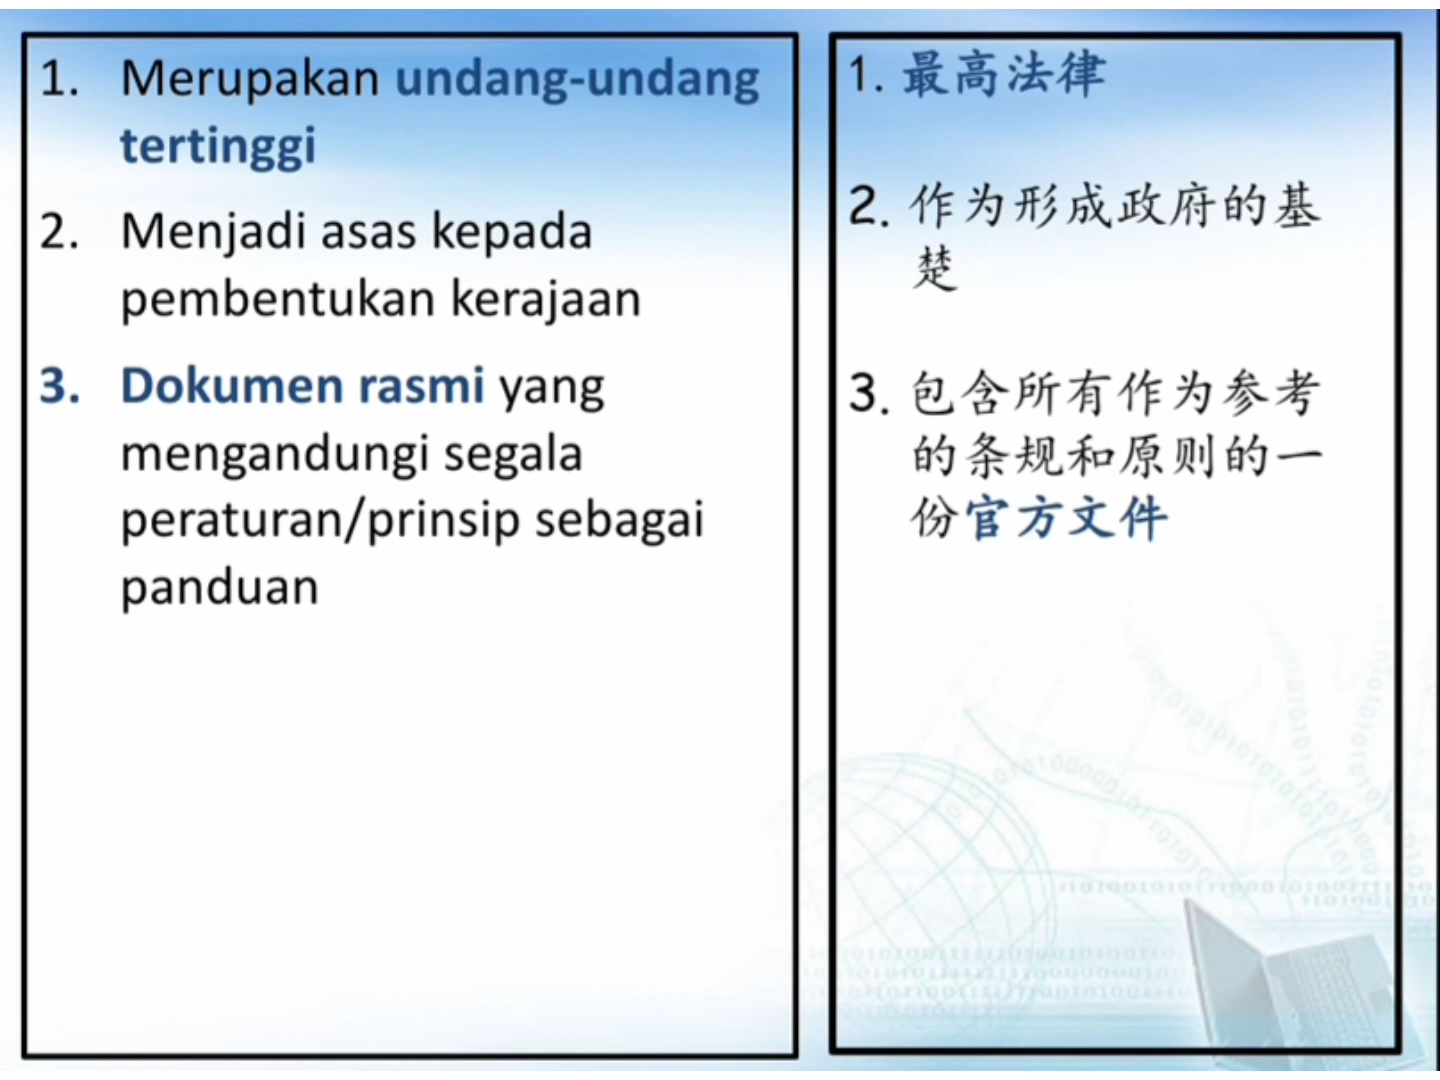 1. Merupakan undang-undang
tertinggi
2. Menjadi asas kepada
pembentukan kerajaan
3. Dokumen rasmi yang
mengandungi segala
peraturan/prinsip sebagai
panduan
1. 最高法律
2. 作为形成政府的基
楚
3. 包含所有作为参考
的条规和原则的一
份官方文件